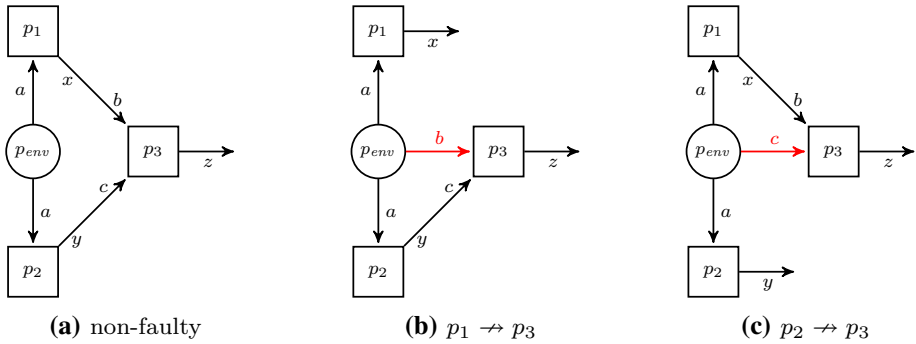 p1 p1 p1
x x x
a b a a b
penv p3 z penv b p3 z penv c p3 z
a c a c a
y y
p2 p2 p2 y
(a) non-faulty (b) p1 ↛ p3 (c) p2 ↛ p3